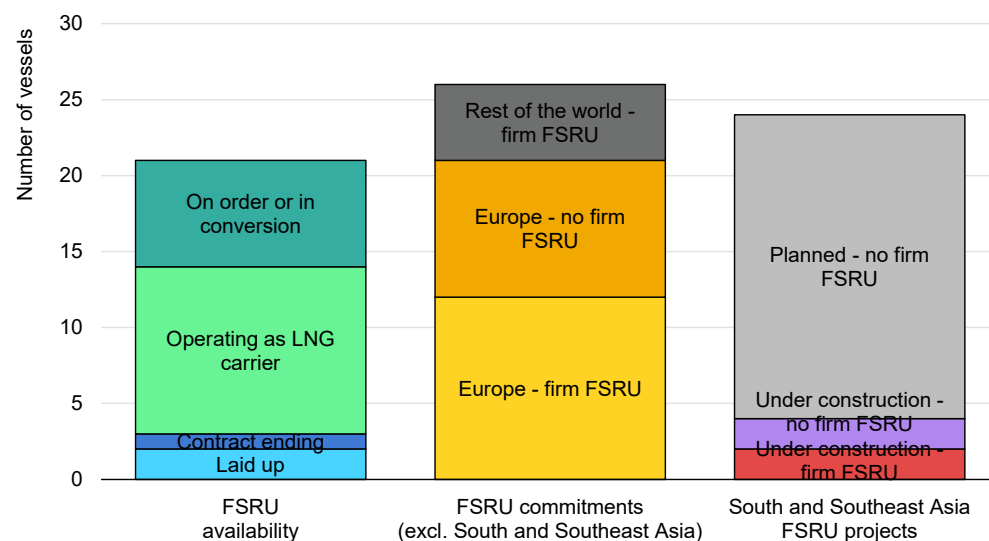 Number of vessels
30
25
20
15
10
5
0
On order or in
conversion
Operating as LNG
carrier
Contract ending
Laid up
Rest of the world -
firm FSRU
Europe - no firm
FSRU
Europe - firm FSRU
Planned - no firm
FSRU
Under construction -
no firm FSRU
Under construction -
firm FSRU
FSRU
availability
FSRU commitments
(excl. South and Southeast Asia)
South and Southeast Asia
FSRU projects